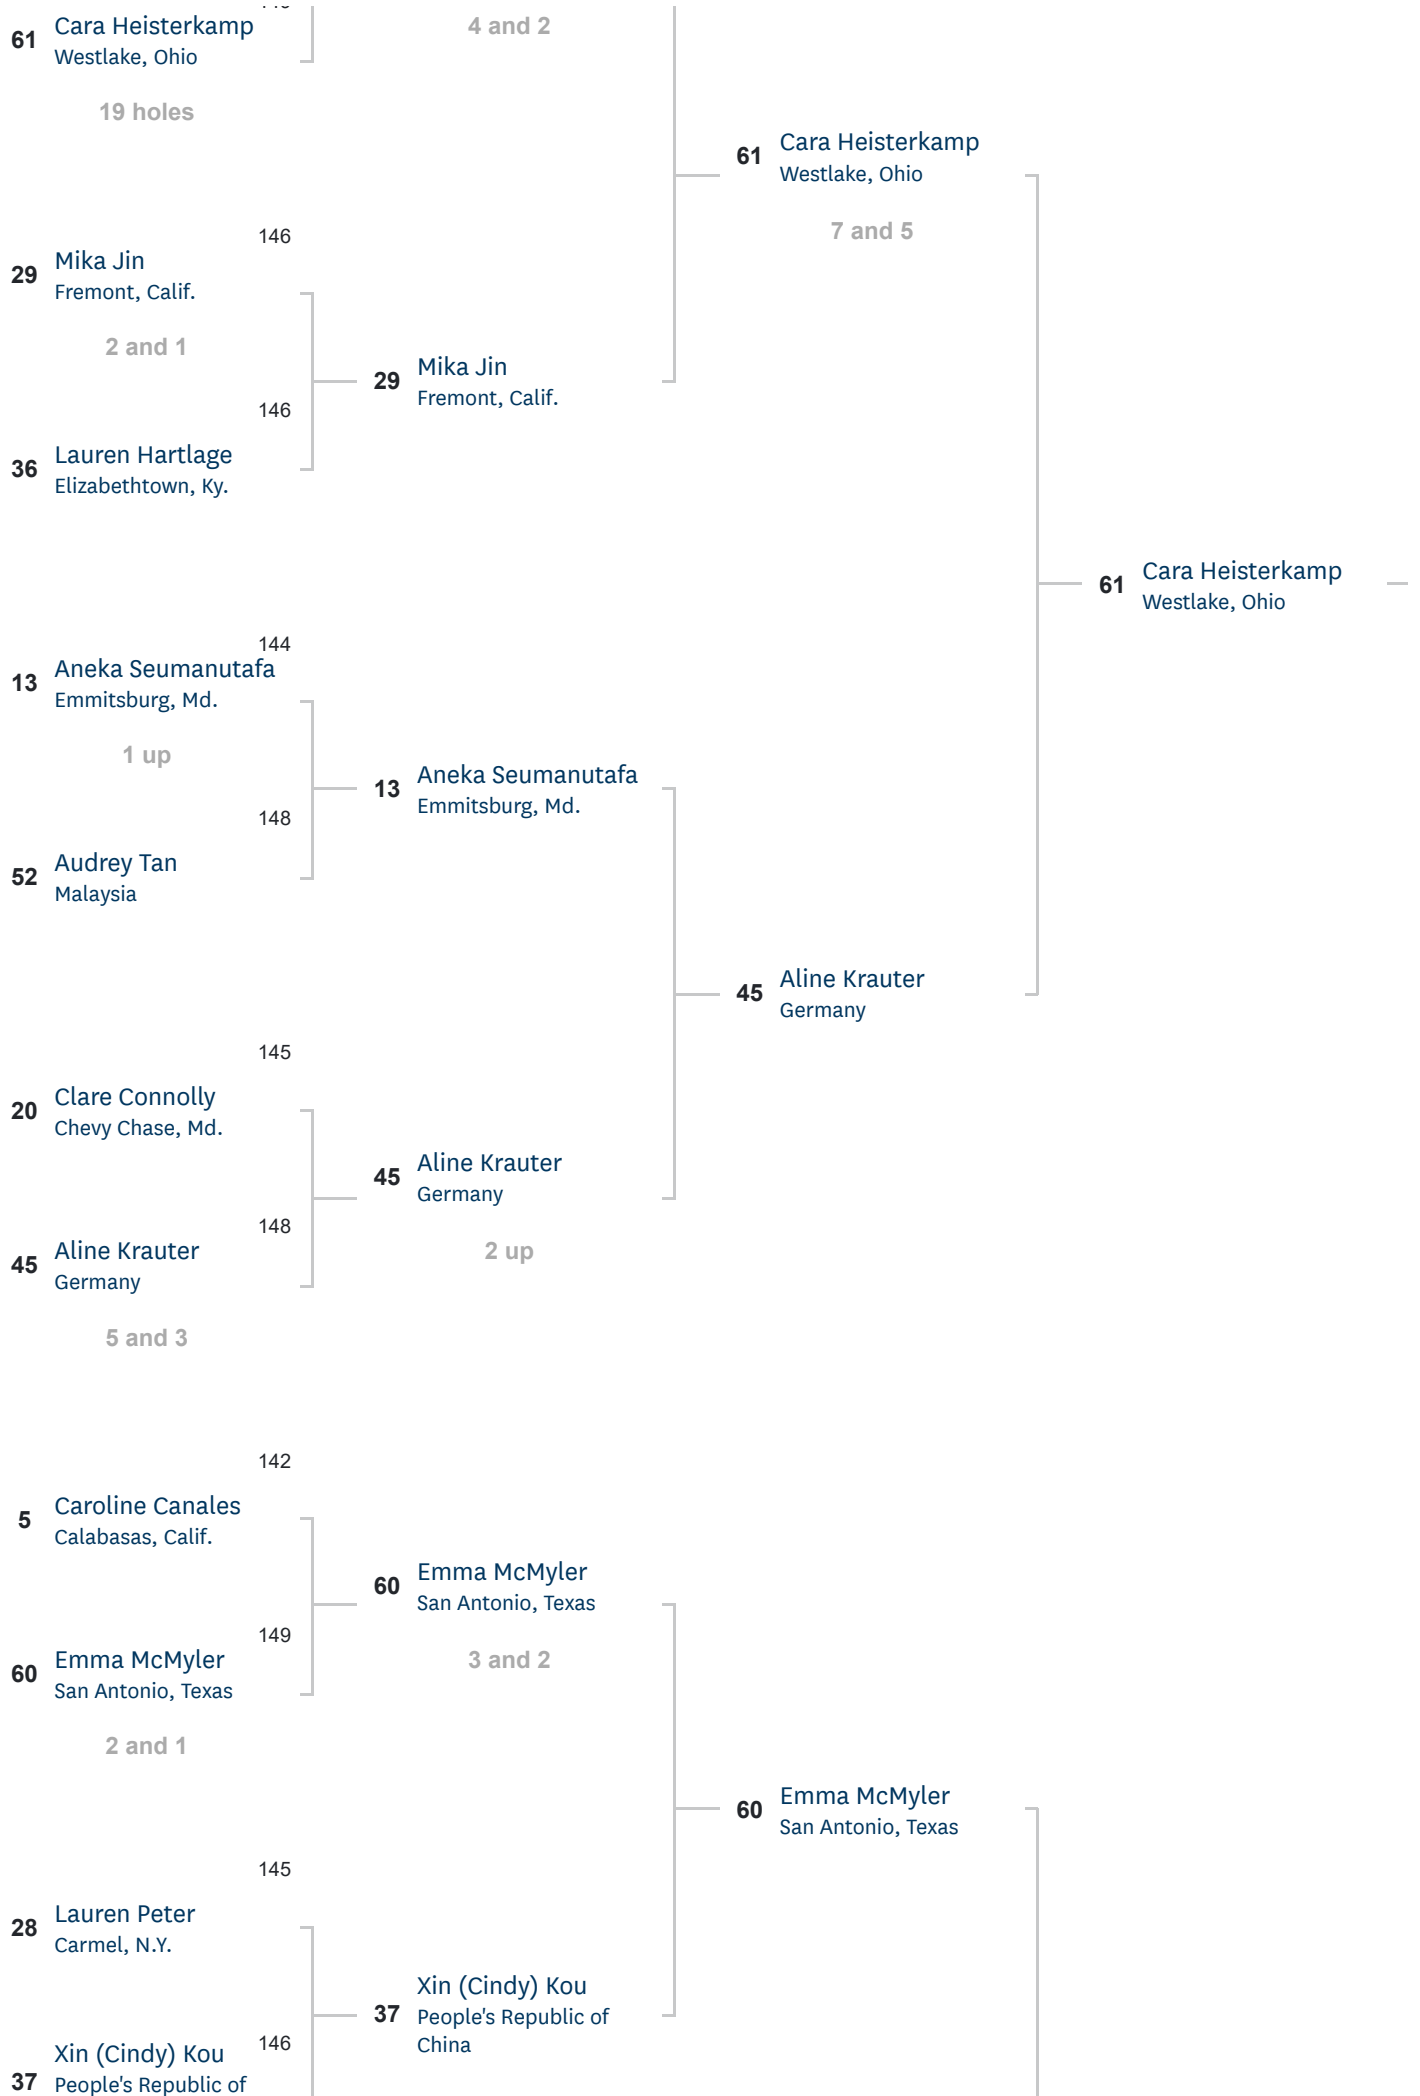 61
Cara Heisterkamp
Westlake, Ohio
19 holes
4 and 2
61
Cara Heisterkamp
Westlake, Ohio
7 and 5
146
29
Mika Jin
Fremont, Calif.
2 and 1
29
Mika Jin
Fremont, Calif.
146
36
Lauren Hartlage
Elizabethtown, Ky.
61
Cara Heisterkamp
Westlake, Ohio
144
13
Aneka Seumanutafa
Emmitsburg, Md.
1 up
13
Aneka Seumanutafa
Emmitsburg, Md.
148
52
Audrey Tan
Malaysia
45
Aline Krauter
Germany
145
20
Clare Connolly
Chevy Chase, Md.
45
Aline Krauter
Germany
2 up
148
45
Aline Krauter
Germany
5 and 3
142
5
Caroline Canales
Calabasas, Calif.
60
Emma McMyler
San Antonio, Texas
3 and 2
149
60
Emma McMyler
San Antonio, Texas
2 and 1
60
Emma McMyler
San Antonio, Texas
145
28
Lauren Peter
Carmel, N.Y.
37
Xin (Cindy) Kou
People's Republic of
China
146
37
Xin (Cindy) Kou
People's Republic of